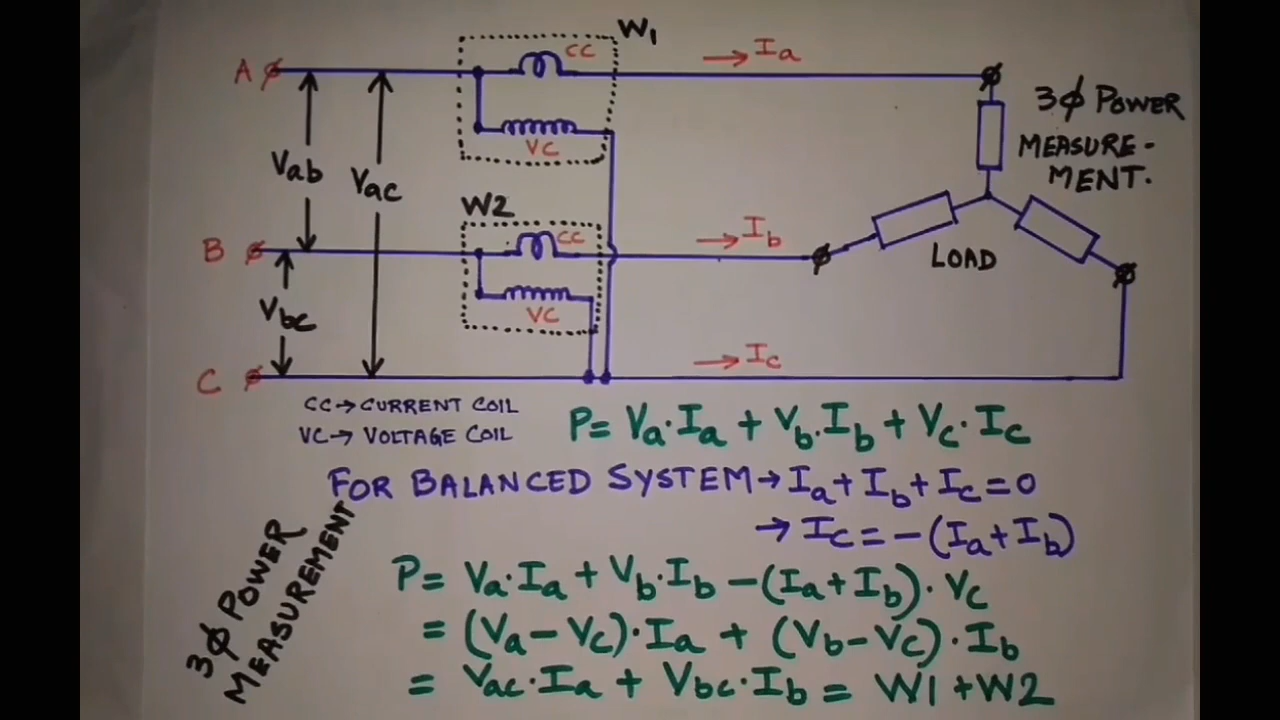 W1
A
CC
Ia
VC
3φ POWER
MEASURE-
MENT.
Vab
Vac
W2
B
CC
Ib
VC
LOAD
Vbc
C
Ic
CC→CURRENT COIL
VC→ VOLTAGE COIL
P= Va·Ia + Vb·Ib + Vc·Ic
FOR BALANCED SYSTEM→Ia+Ib+Ic=0
→ Ic=-(Ia+Ib)
P= Va·Ia + Vb·Ib -(Ia+Ib)·Vc
= (Va-Vc)·Ia + (Vb-Vc)·Ib
= Vac·Ia + Vbc·Ib = W1+W2
3φ POWER
MEASUREMENT